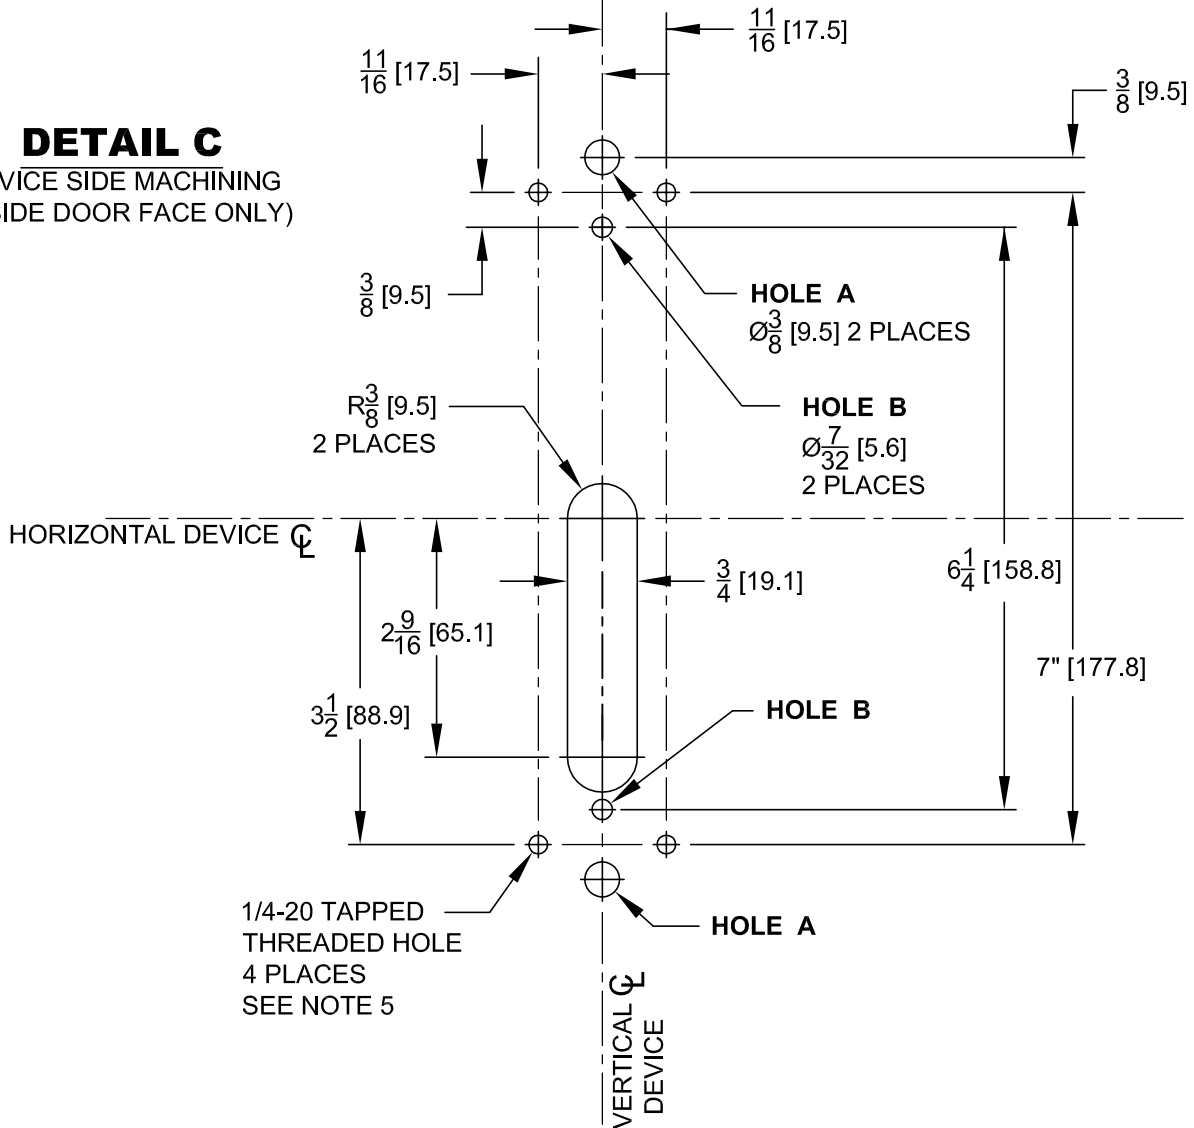 11/16 [17.5]
11/16 [17.5]
3/8 [9.5]
DETAIL C
VICE SIDE MACHINING
SIDE DOOR FACE ONLY)
3/8 [9.5]
HOLE A
Ø3/8 [9.5] 2 PLACES
R3/8 [9.5]
2 PLACES
HOLE B
Ø7/32 [5.6]
2 PLACES
HORIZONTAL DEVICE ℄
3/4 [19.1]
6 1/4 [158.8]
2 9/16 [65.1]
7" [177.8]
3 1/2 [88.9]
HOLE B
1/4-20 TAPPED
THREADED HOLE
4 PLACES
SEE NOTE 5
HOLE A
VERTICAL ℄
DEVICE